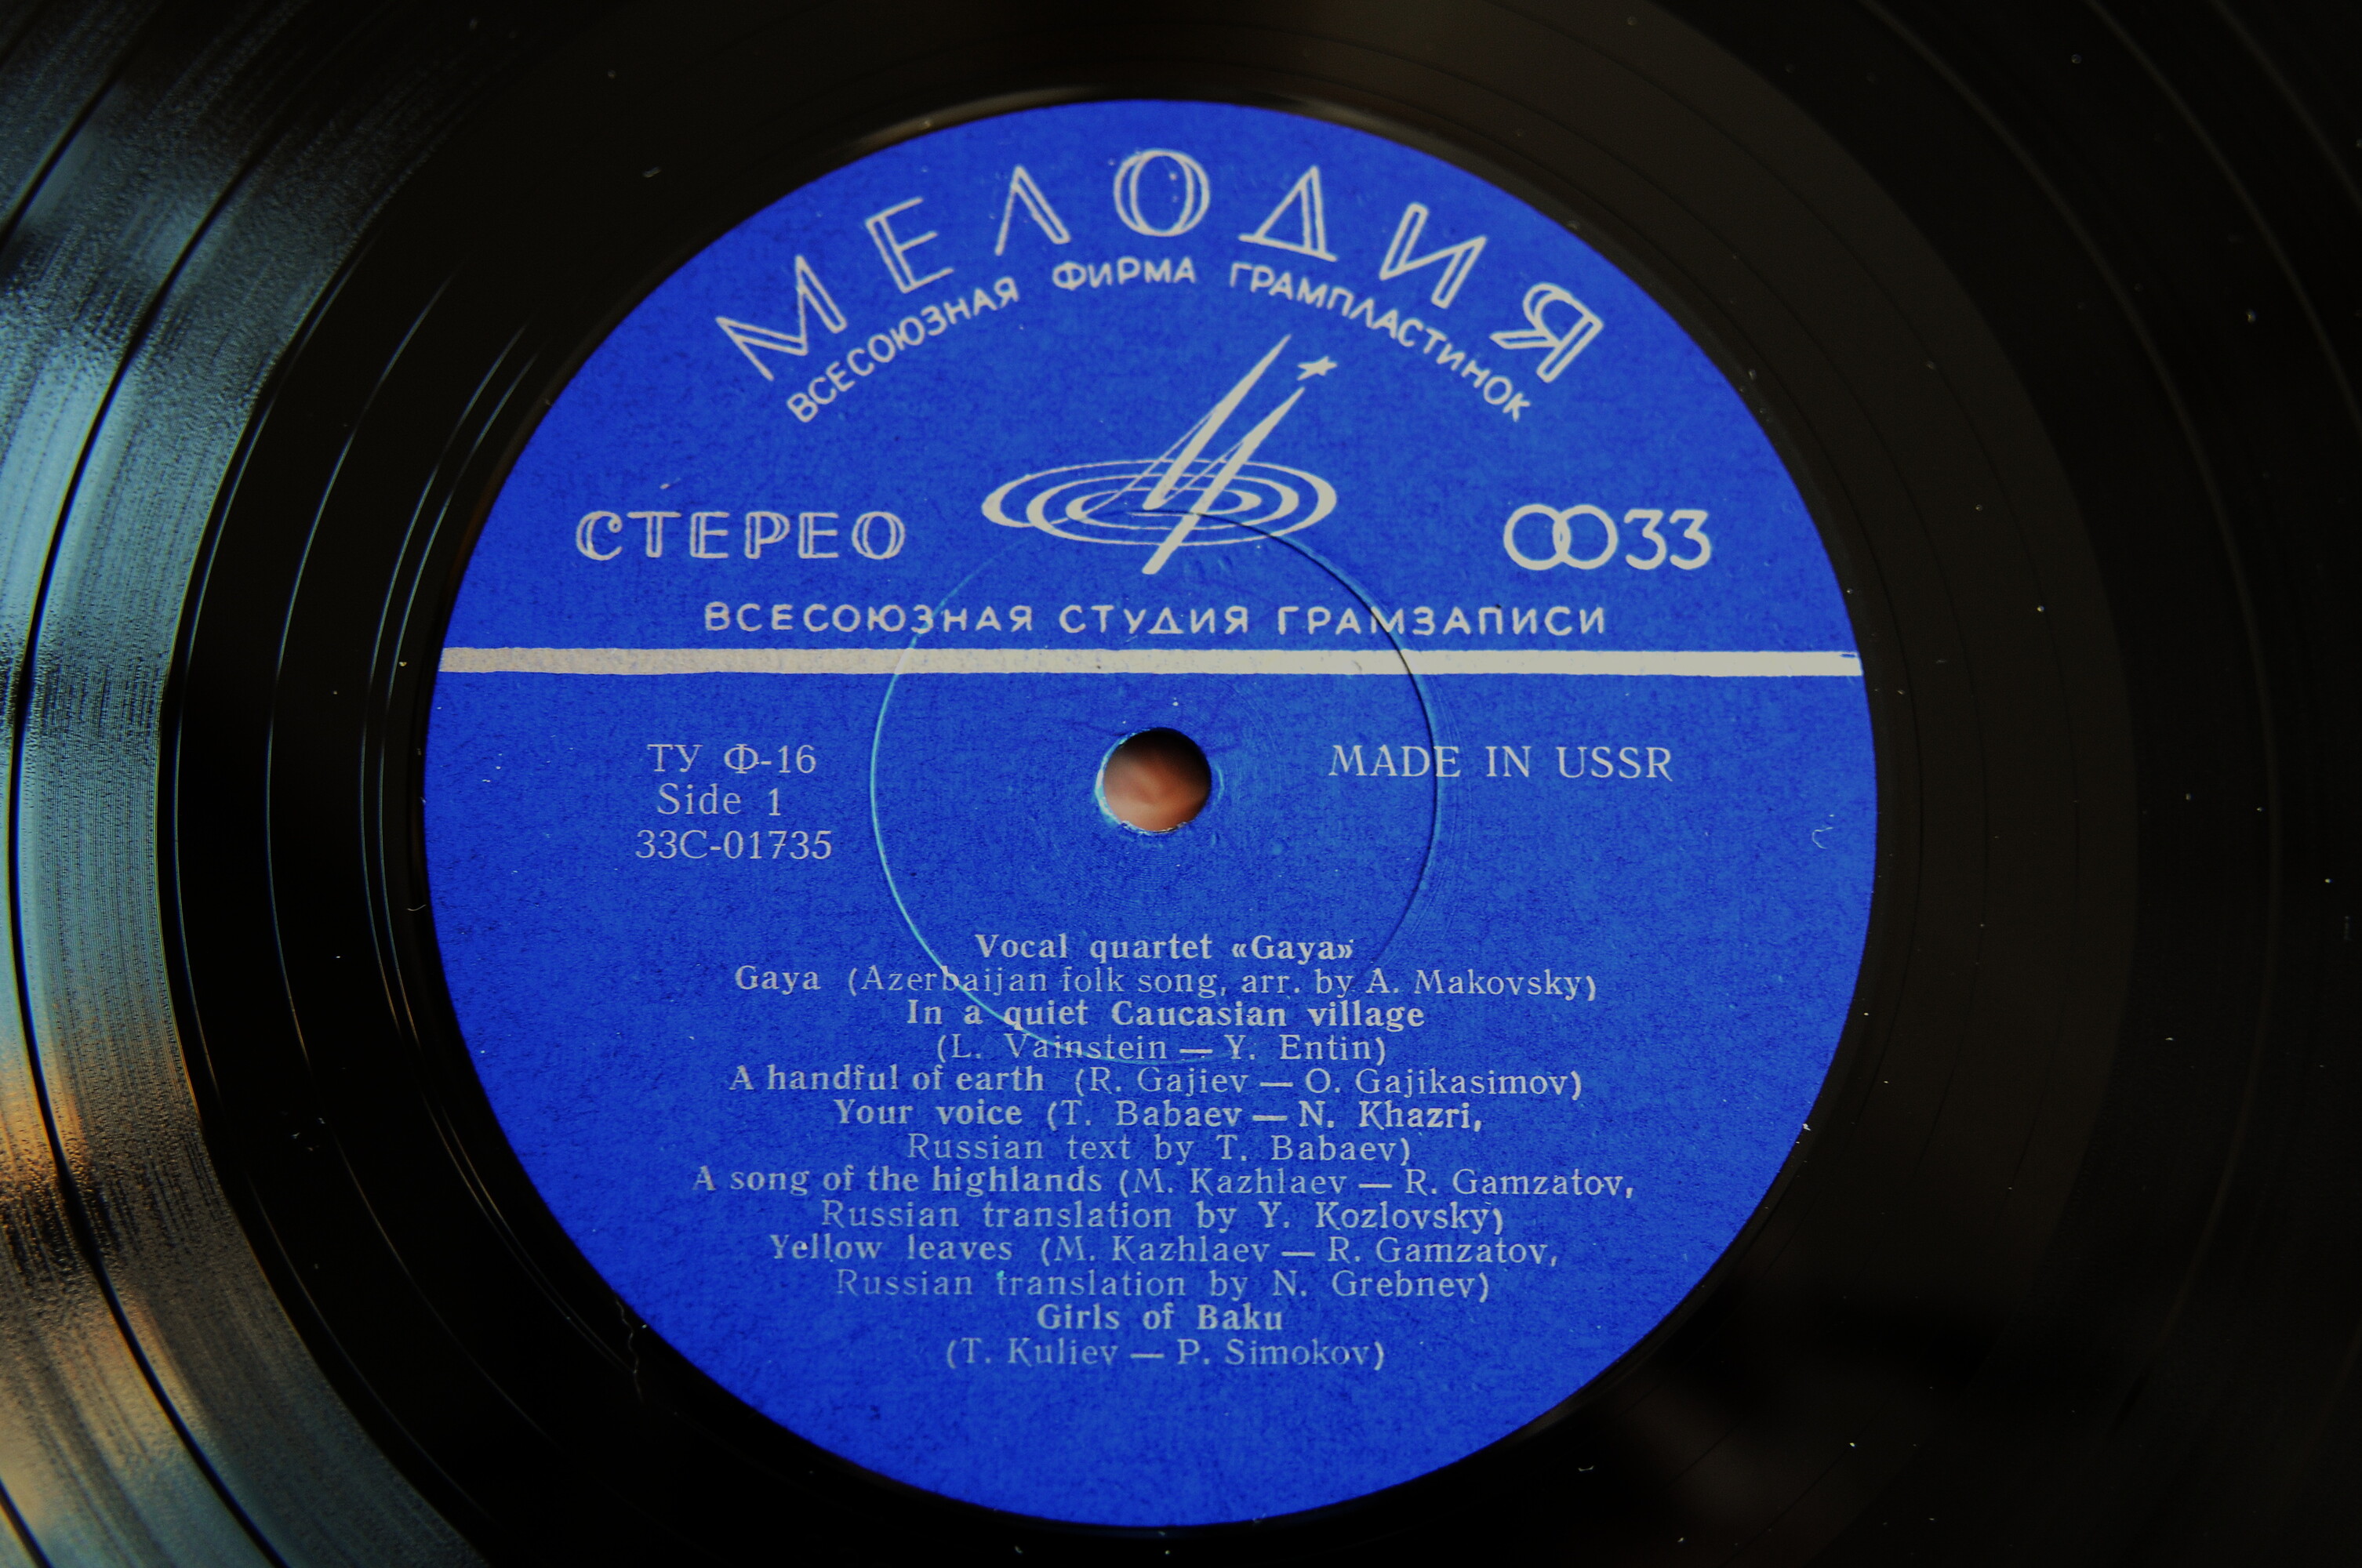 МЕЛОДИЯ
ВСЕСОЮЗНАЯ ФИРМА ГРАМПЛАСТИНОК
СТЕРЕО
33
ВСЕСОЮЗНАЯ СТУДИЯ ГРАМЗАПИСИ
ТУ Ф-16
Side 1
33С-01735
MADE IN USSR
Vocal quartet «Gaya»
Gaya (Azerbaijan folk song, arr. by A. Makovsky)
In a quiet Caucasian village
(L. Vainstein — Y. Entin)
A handful of earth (R. Gajiev — O. Gajikasimov)
Your voice (T. Babaev — N. Khazri,
Russian text by T. Babaev)
A song of the highlands (M. Kazhlaev — R. Gamzatov,
Russian translation by Y. Kozlovsky)
Yellow leaves (M. Kazhlaev — R. Gamzatov,
Russian translation by N. Grebnev)
Girls of Baku
(T. Kuliev — P. Simokov)